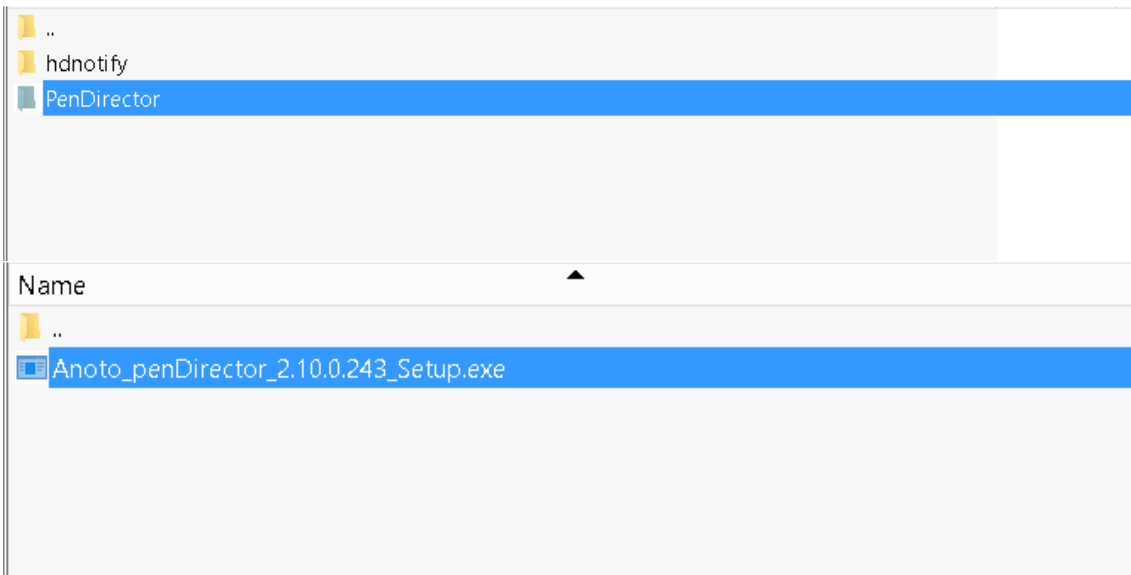 ..
hdnotify
PenDirector
Name
..
Anoto_penDirector_2.10.0.243_Setup.exe